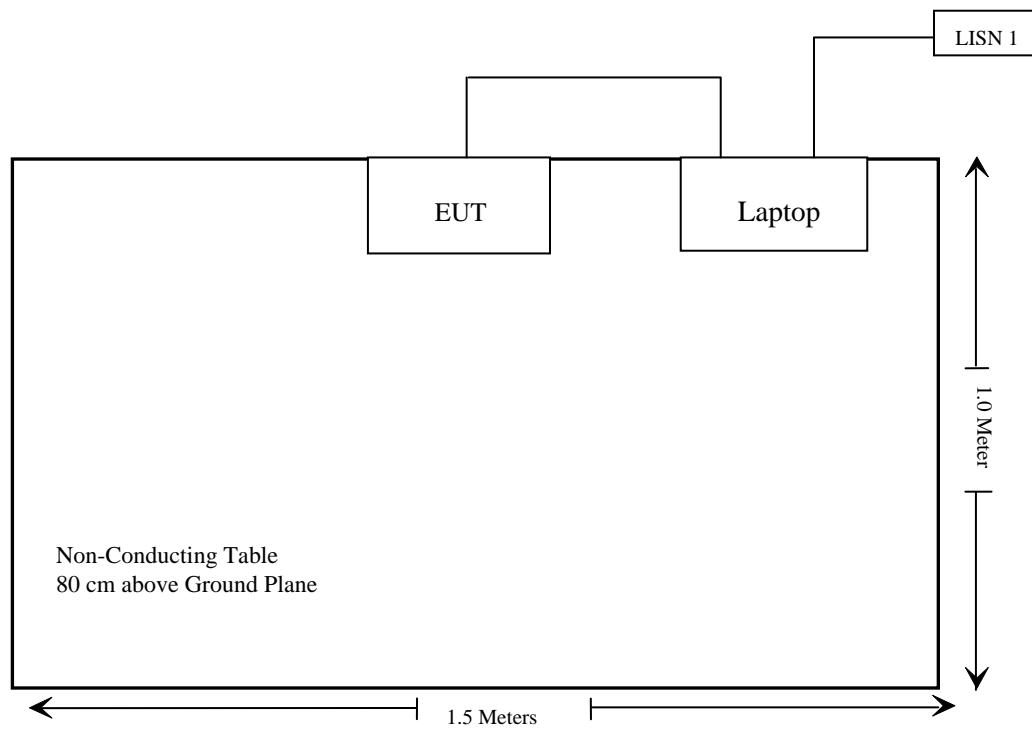 LISN 1
EUT
Laptop
1.0 Meter
Non-Conducting Table
80 cm above Ground Plane
1.5 Meters